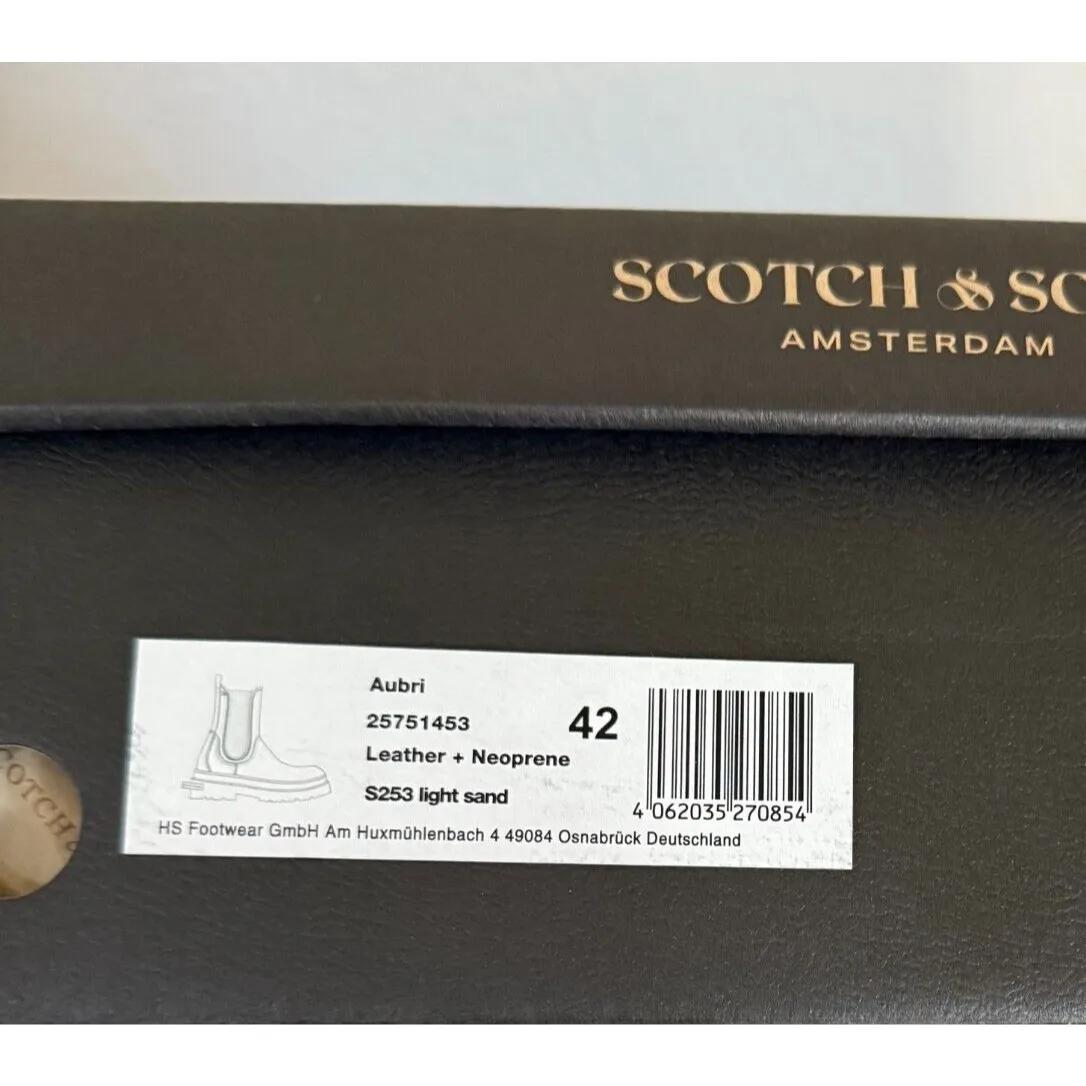 SCOTCH & SC
AMSTERDAM
Aubri
25751453
42
Leather + Neoprene
S253 light sand
4 062035 270854
HS Footwear GmbH Am Huxmühlenbach 4 49084 Osnabrück Deutschland
SCOTCH &